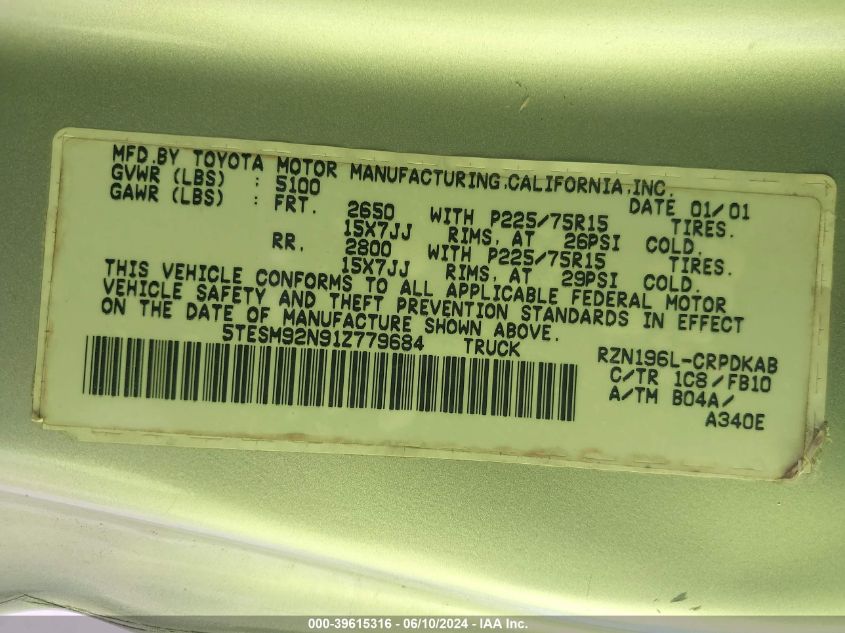 MFD.BY TOYOTA MOTOR MANUFACTURING,CALIFORNIA,INC.
GVWR (LBS) : 5100 DATE 01/01
GAWR (LBS) : FRT. 2650 WITH P225/75R15 TIRES.
15X7JJ RIMS, AT 26PSI COLD.
RR. 2800 WITH P225/75R15 TIRES.
15X7JJ RIMS, AT 29PSI COLD.
THIS VEHICLE CONFORMS TO ALL APPLICABLE FEDERAL MOTOR
VEHICLE SAFETY AND THEFT PREVENTION STANDARDS IN EFFECT
ON THE DATE OF MANUFACTURE SHOWN ABOVE.
5TESM92N91Z779684 TRUCK
RZN196L-CRPDKAB
C/TR 1C8/FB10
A/TM B04A/
A340E
000-39615316 - 06/10/2024 - IAA Inc.